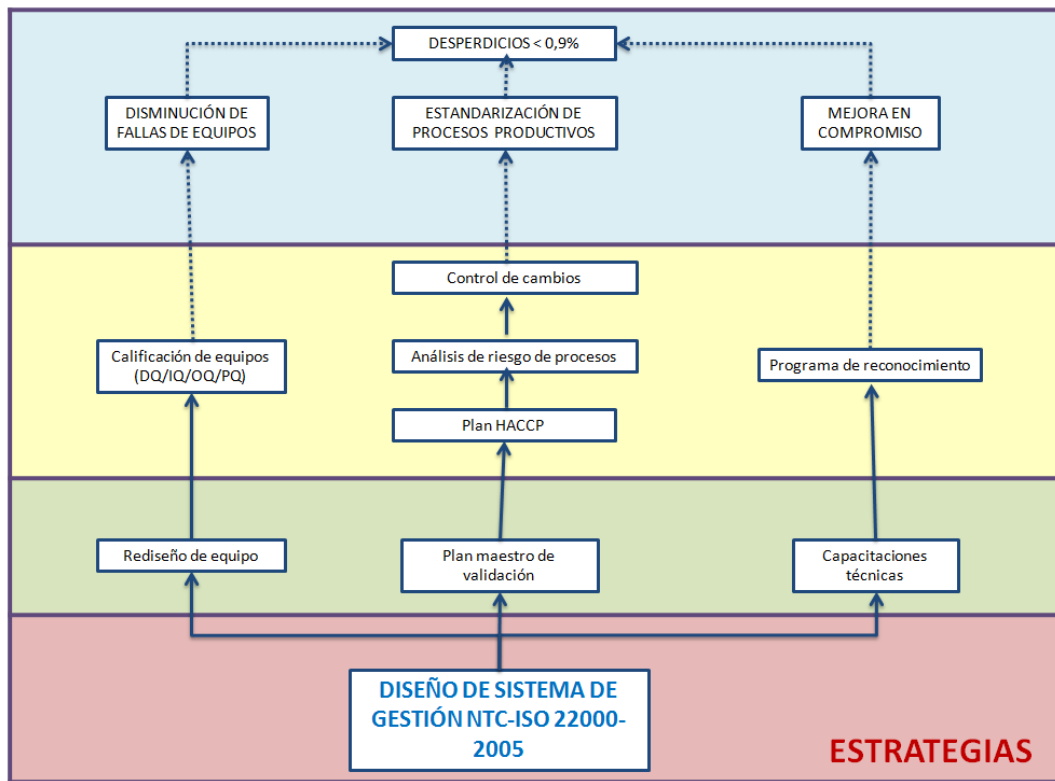 DESPERDICIOS < 0,9%
DISMINUCIÓN DE
FALLAS DE EQUIPOS
ESTANDARIZACIÓN DE
PROCESOS PRODUCTIVOS
MEJORA EN
COMPROMISO
Control de cambios
Calificación de equipos
(DQ/IQ/OQ/PQ)
Análisis de riesgo de procesos
Programa de reconocimiento
Plan HACCP
Rediseño de equipo
Plan maestro de
validación
Capacitaciones
técnicas
DISEÑO DE SISTEMA DE
GESTIÓN NTC-ISO 22000-
2005
ESTRATEGIAS